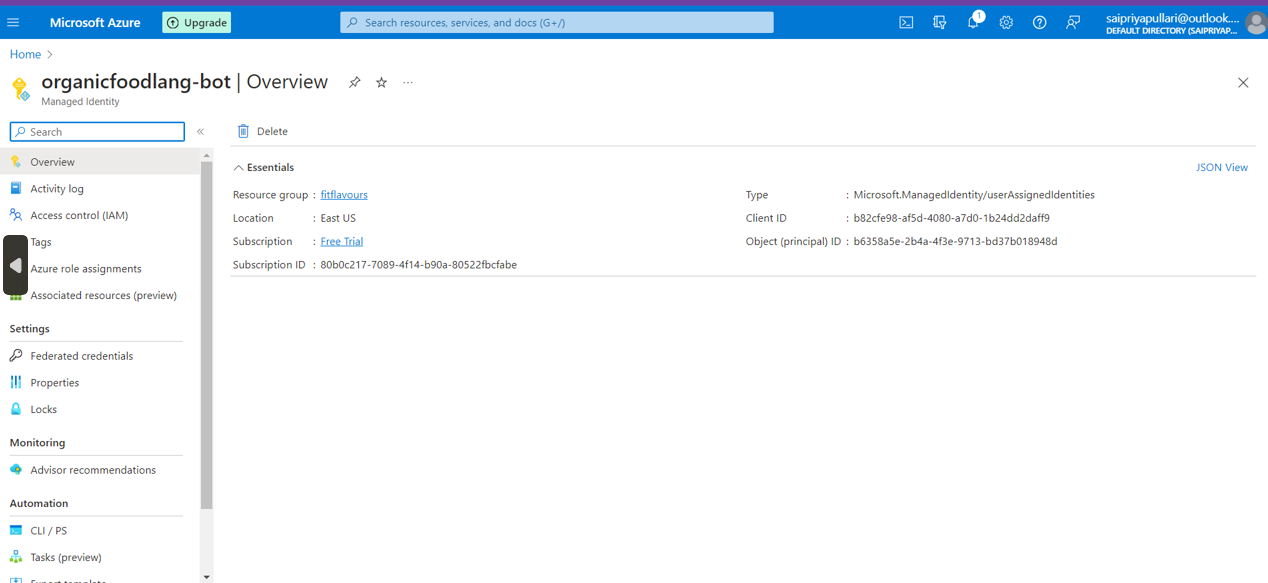 Microsoft Azure
Upgrade
Search resources, services, and docs (G+/)
1
saipriyapullari@outlook....
DEFAULT DIRECTORY (SAIPRIYAP...
Home >
organicfoodlang-bot | Overview
...
Managed Identity
Search
«
Delete
Overview
Activity log
Access control (IAM)
Tags
Azure role assignments
Associated resources (preview)
Settings
Federated credentials
Properties
Locks
Monitoring
Advisor recommendations
Automation
CLI / PS
Tasks (preview)
Export template
Essentials
JSON View
Resource group : fitflavours
Location : East US
Subscription : Free Trial
Subscription ID : 80b0c217-7089-4f14-b90a-80522fbcfabe
Type : Microsoft.ManagedIdentity/userAssignedIdentities
Client ID : b82cfe98-af5d-4080-a7d0-1b24dd2daff9
Object (principal) ID : b6358a5e-2b4a-4f3e-9713-bd37b018948d